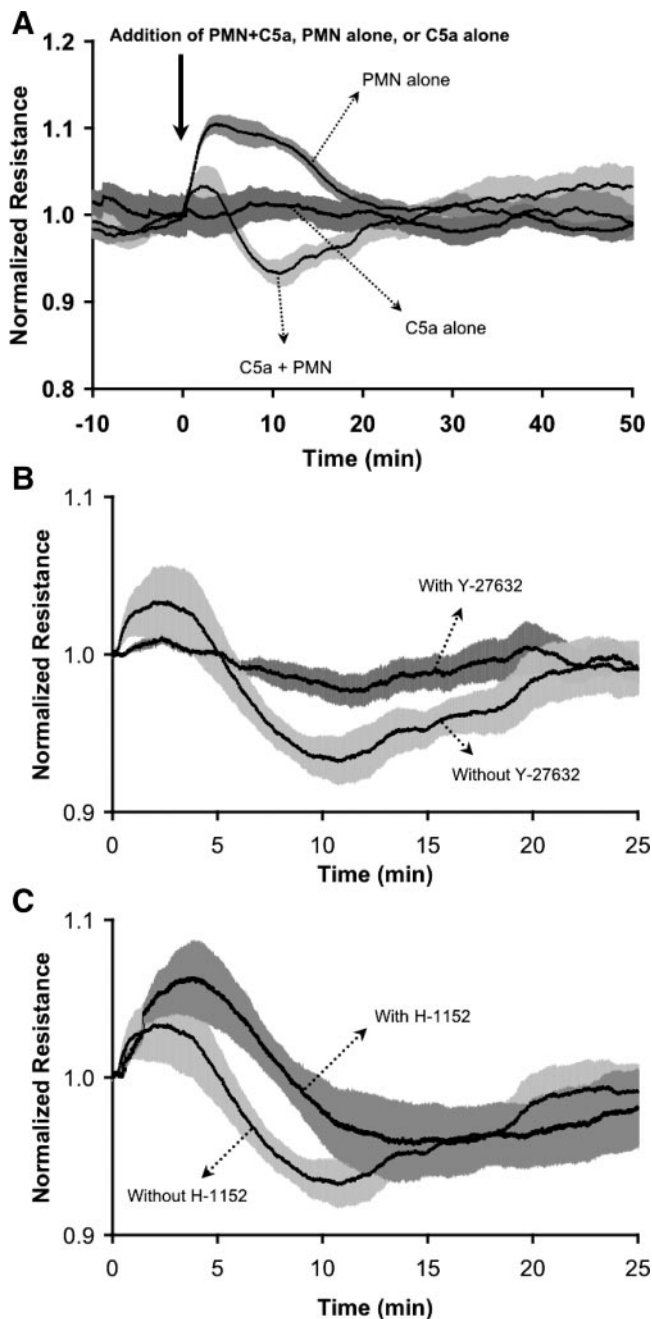 A
Addition of PMN+C5a, PMN alone, or C5a alone
1.2
PMN alone
1.1
Normalized Resistance
1.0
0.9
C5a alone
C5a + PMN
0.8
-10 0 10 20 30 40 50
Time (min)
B
1.1
With Y-27632
Normalized Resistance
1.0
Without Y-27632
0.9
0 5 10 15 20 25
Time (min)
C
1.1
With H-1152
Normalized Resistance
1.0
Without H-1152
0.9
0 5 10 15 20 25
Time (min)